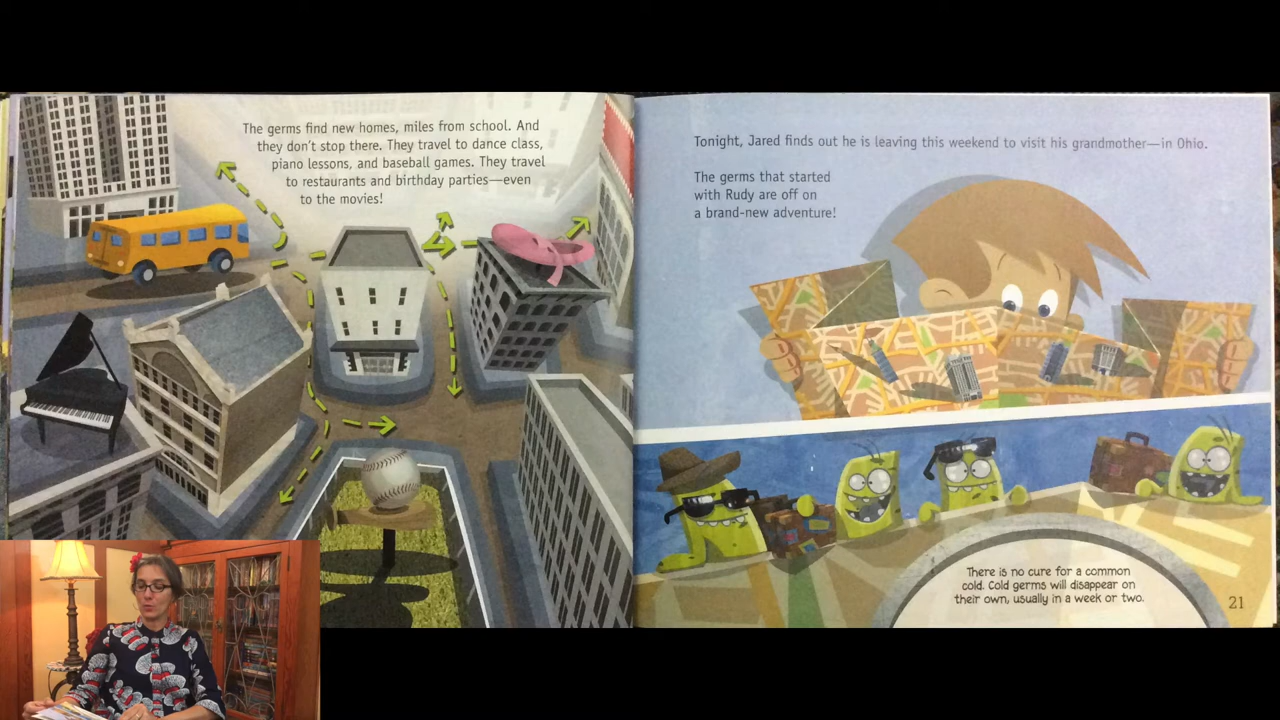 The germs find new homes, miles from school. And
they don't stop there. They travel to dance class,
piano lessons, and baseball games. They travel
to restaurants and birthday parties—even
to the movies!
Tonight, Jared finds out he is leaving this weekend to visit his grandmother—in Ohio.
The germs that started
with Rudy are off on
a brand-new adventure!
There is no cure for a common
cold. Cold germs will disappear on
their own, usually in a week or two.
21